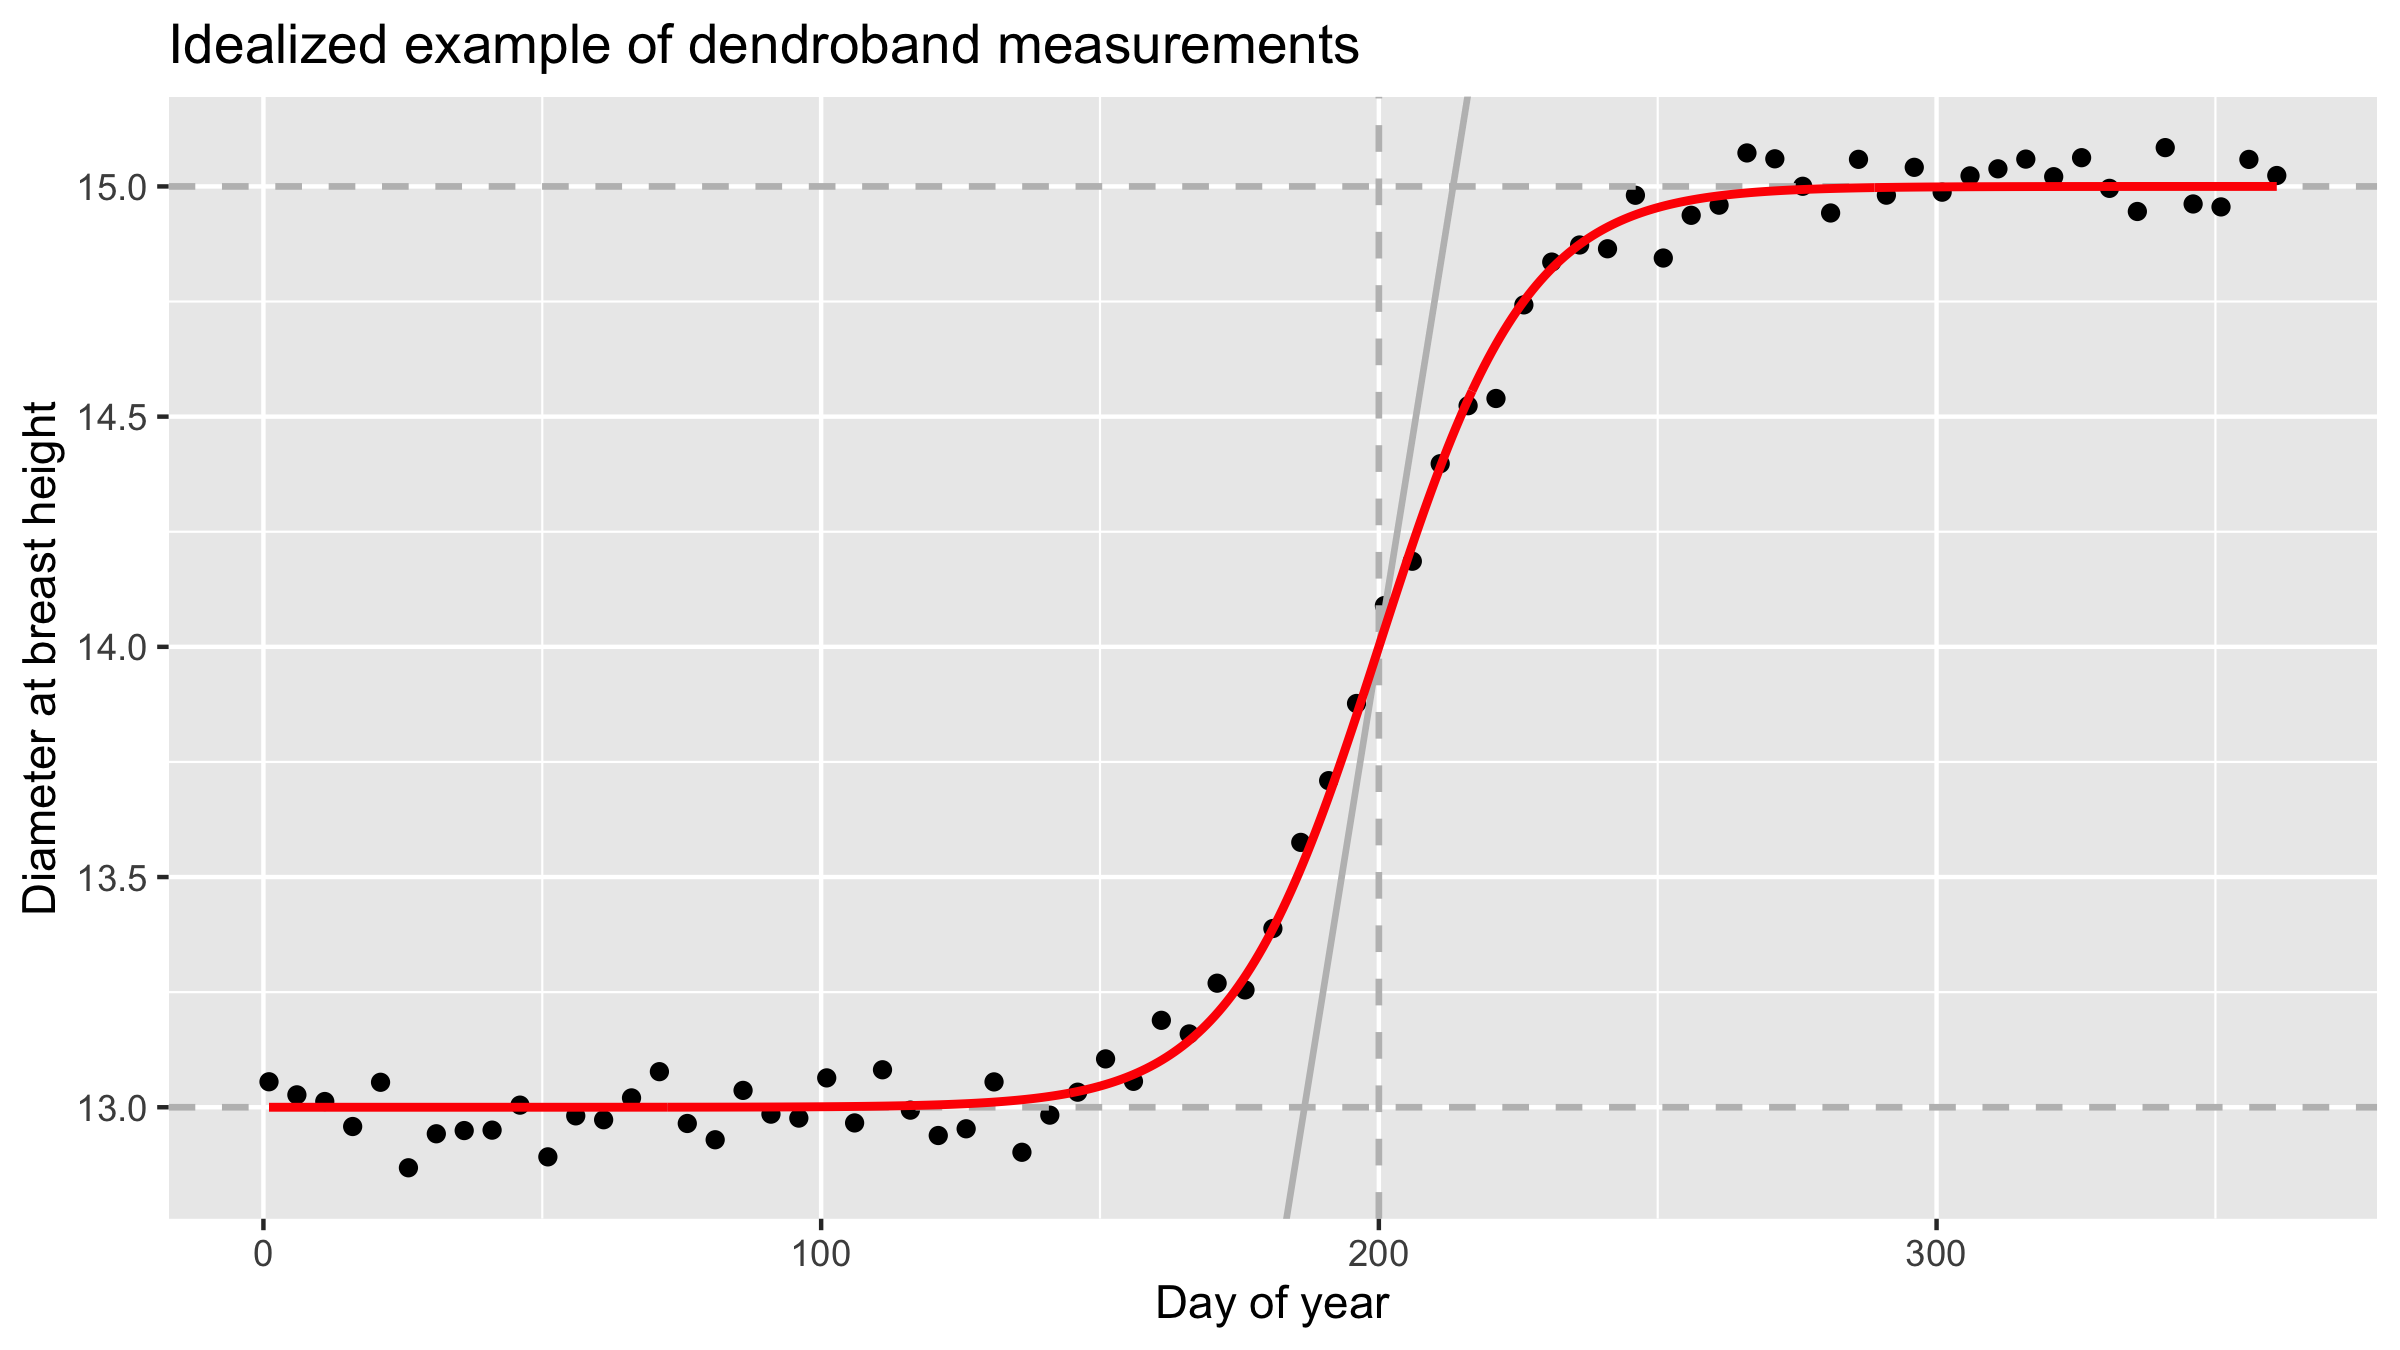 Idealized example of dendroband measurements
Diameter at breast height
15.0
14.5
14.0
13.5
13.0
0 100 200 300
Day of year